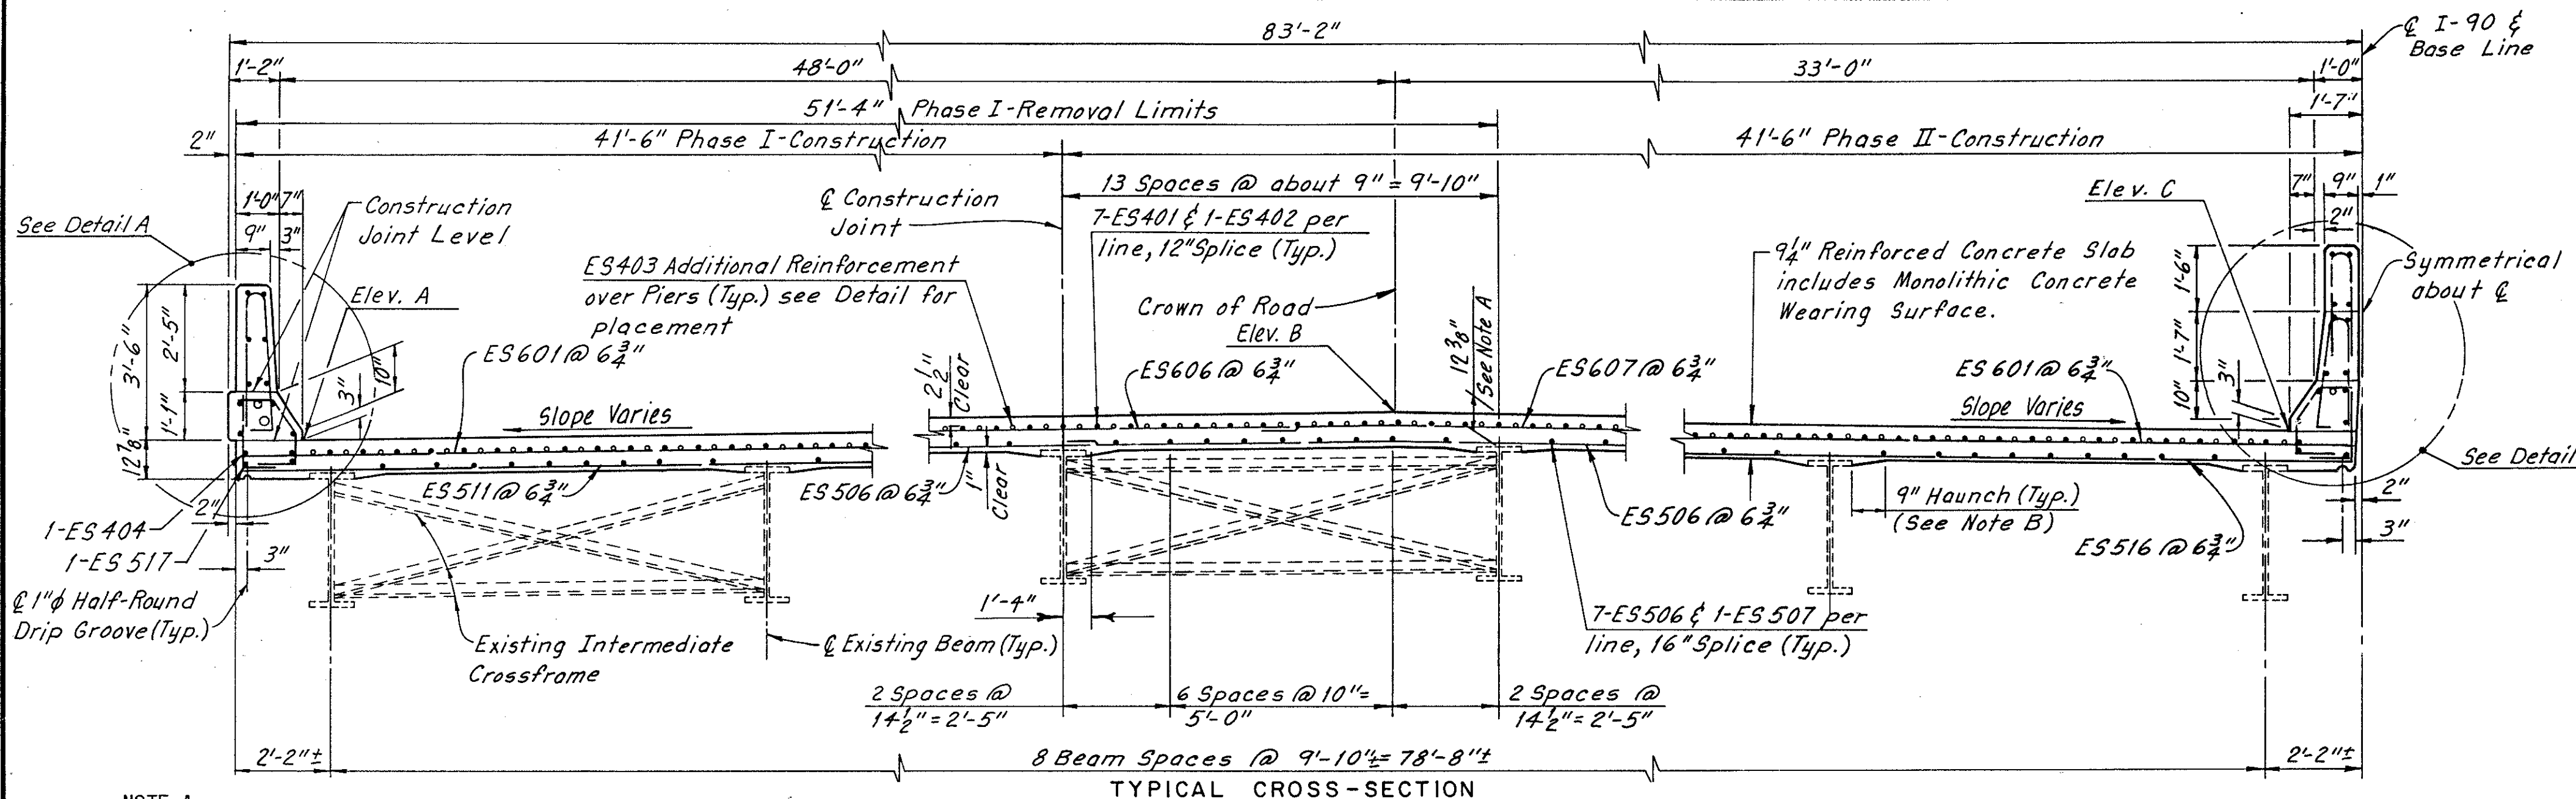 83'-2"
℄ I-90 &
Base Line
1'-2"
48'-0"
33'-0"
1'-0"
51'-4" Phase I-Removal Limits
1'-7"
2"
41'-6" Phase I-Construction
41'-6" Phase II-Construction
13 Spaces @ about 9" = 9'-10"
1'-0"
7"
Construction
Joint Level
9"
3"
See Detail A
℄ Construction
Joint
7-ES401 & 1-ES402 per
line, 12" Splice (Typ.)
Elev. C
7"
9"
1"
2"
ES403 Additional Reinforcement
over Piers (Typ.) see Detail for
placement
Elev. A
Crown of Road
Elev. B
9¼" Reinforced Concrete Slab
includes Monolithic Concrete
Wearing Surface.
Symmetrical
about ℄
3'-6"
2'-5"
1'-1"
12 ⅞"
10"
3"
ES601 @ 6¾"
2½"
Clear
ES606 @ 6¾"
12 ⅜"
See Note A
ES607 @ 6¾"
ES601 @ 6¾"
1'-6"
1'-7"
10"
3"
Slope Varies
Slope Varies
ES511 @ 6¾"
ES506 @ 6¾"
1"
Clear
ES506 @ 6¾"
9" Haunch (Typ.)
(See Note B)
ES516 @ 6¾"
See Detail
2"
3"
1-ES404
1-ES517
2"
3"
℄ 1"ϕ Half-Round
Drip Groove (Typ.)
Existing Intermediate
Crossframe
℄ Existing Beam (Typ.)
1'-4"
7-ES506 & 1-ES507 per
line, 16" Splice (Typ.)
2 Spaces @
14½" = 2'-5"
6 Spaces @ 10"=
5'-0"
2 Spaces @
14½" = 2'-5"
2'-2"±
8 Beam Spaces @ 9'-10"±= 78'-8"±
2'-2"±
TYPICAL CROSS-SECTION
NOTE A